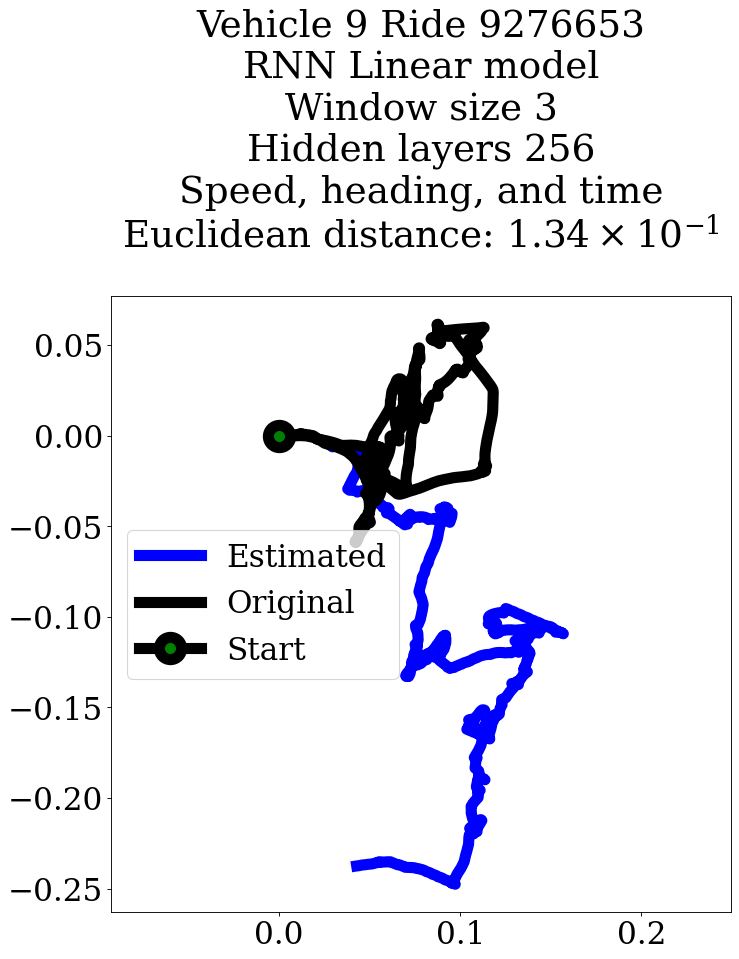 Vehicle 9 Ride 9276653
RNN Linear model
Window size 3
Hidden layers 256
Speed, heading, and time
Euclidean distance: 1.34 × 10⁻¹
0.05
0.00
−0.05
−0.10
−0.15
−0.20
−0.25
Estimated
Original
Start
0.0 0.1 0.2